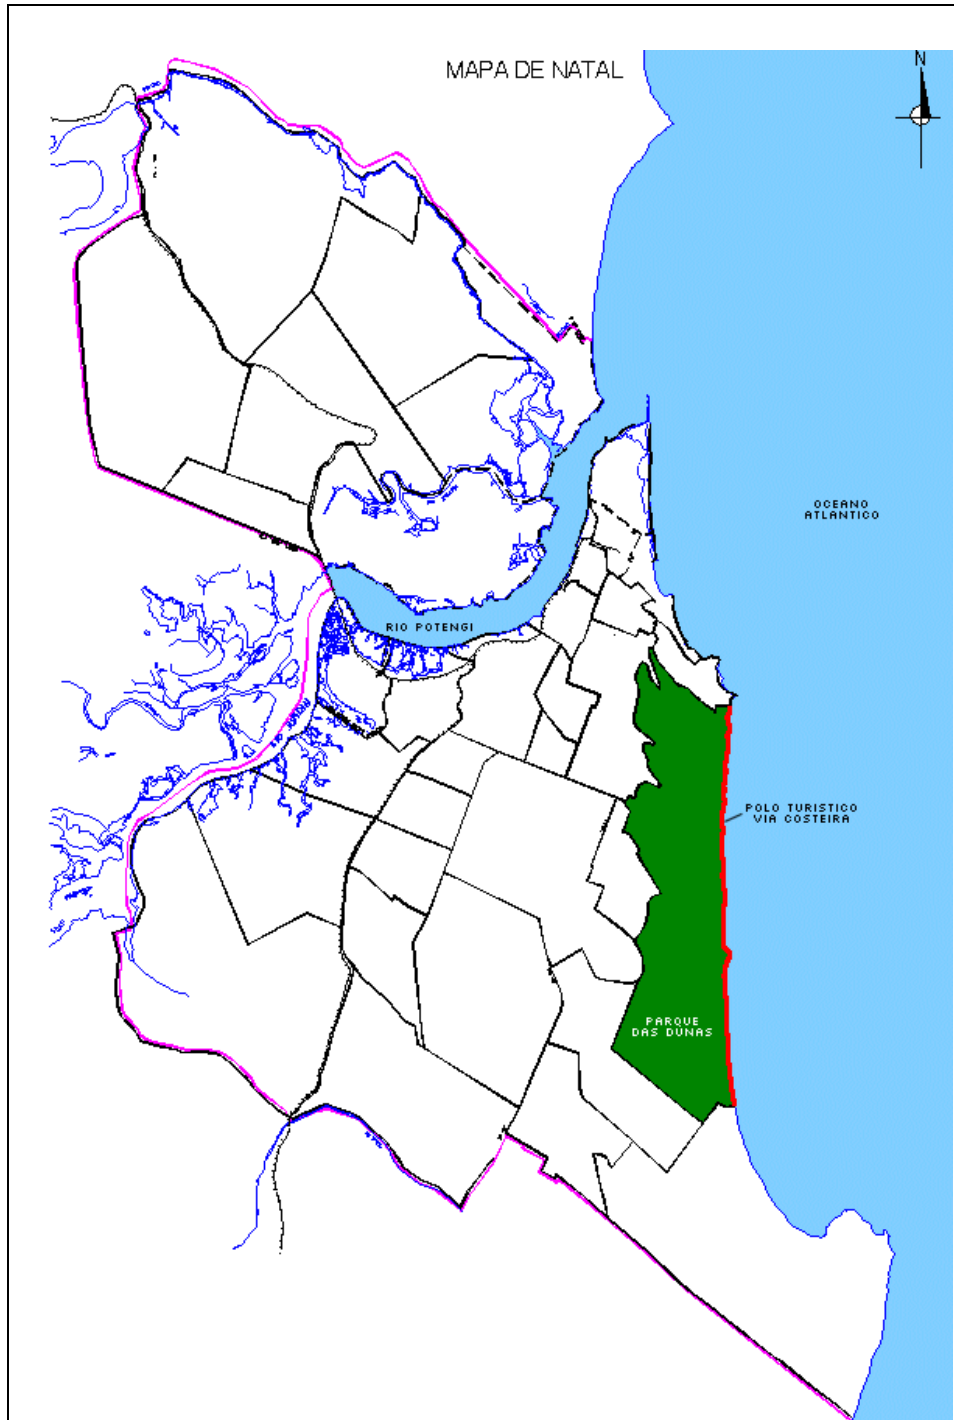 MAPA DE NATAL
N
OCEANO
ATLANTICO
RIO POTENGI
POLO TURISTICO
VIA COSTEIRA
PARQUE
DAS DUNAS